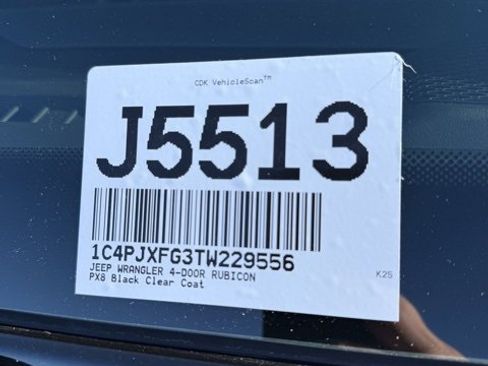 CDK VehicleScan™
J5513
1C4PJXFG3TW229556
JEEP WRANGLER 4-DOOR RUBICON
PX8 Black Clear Coat
K25